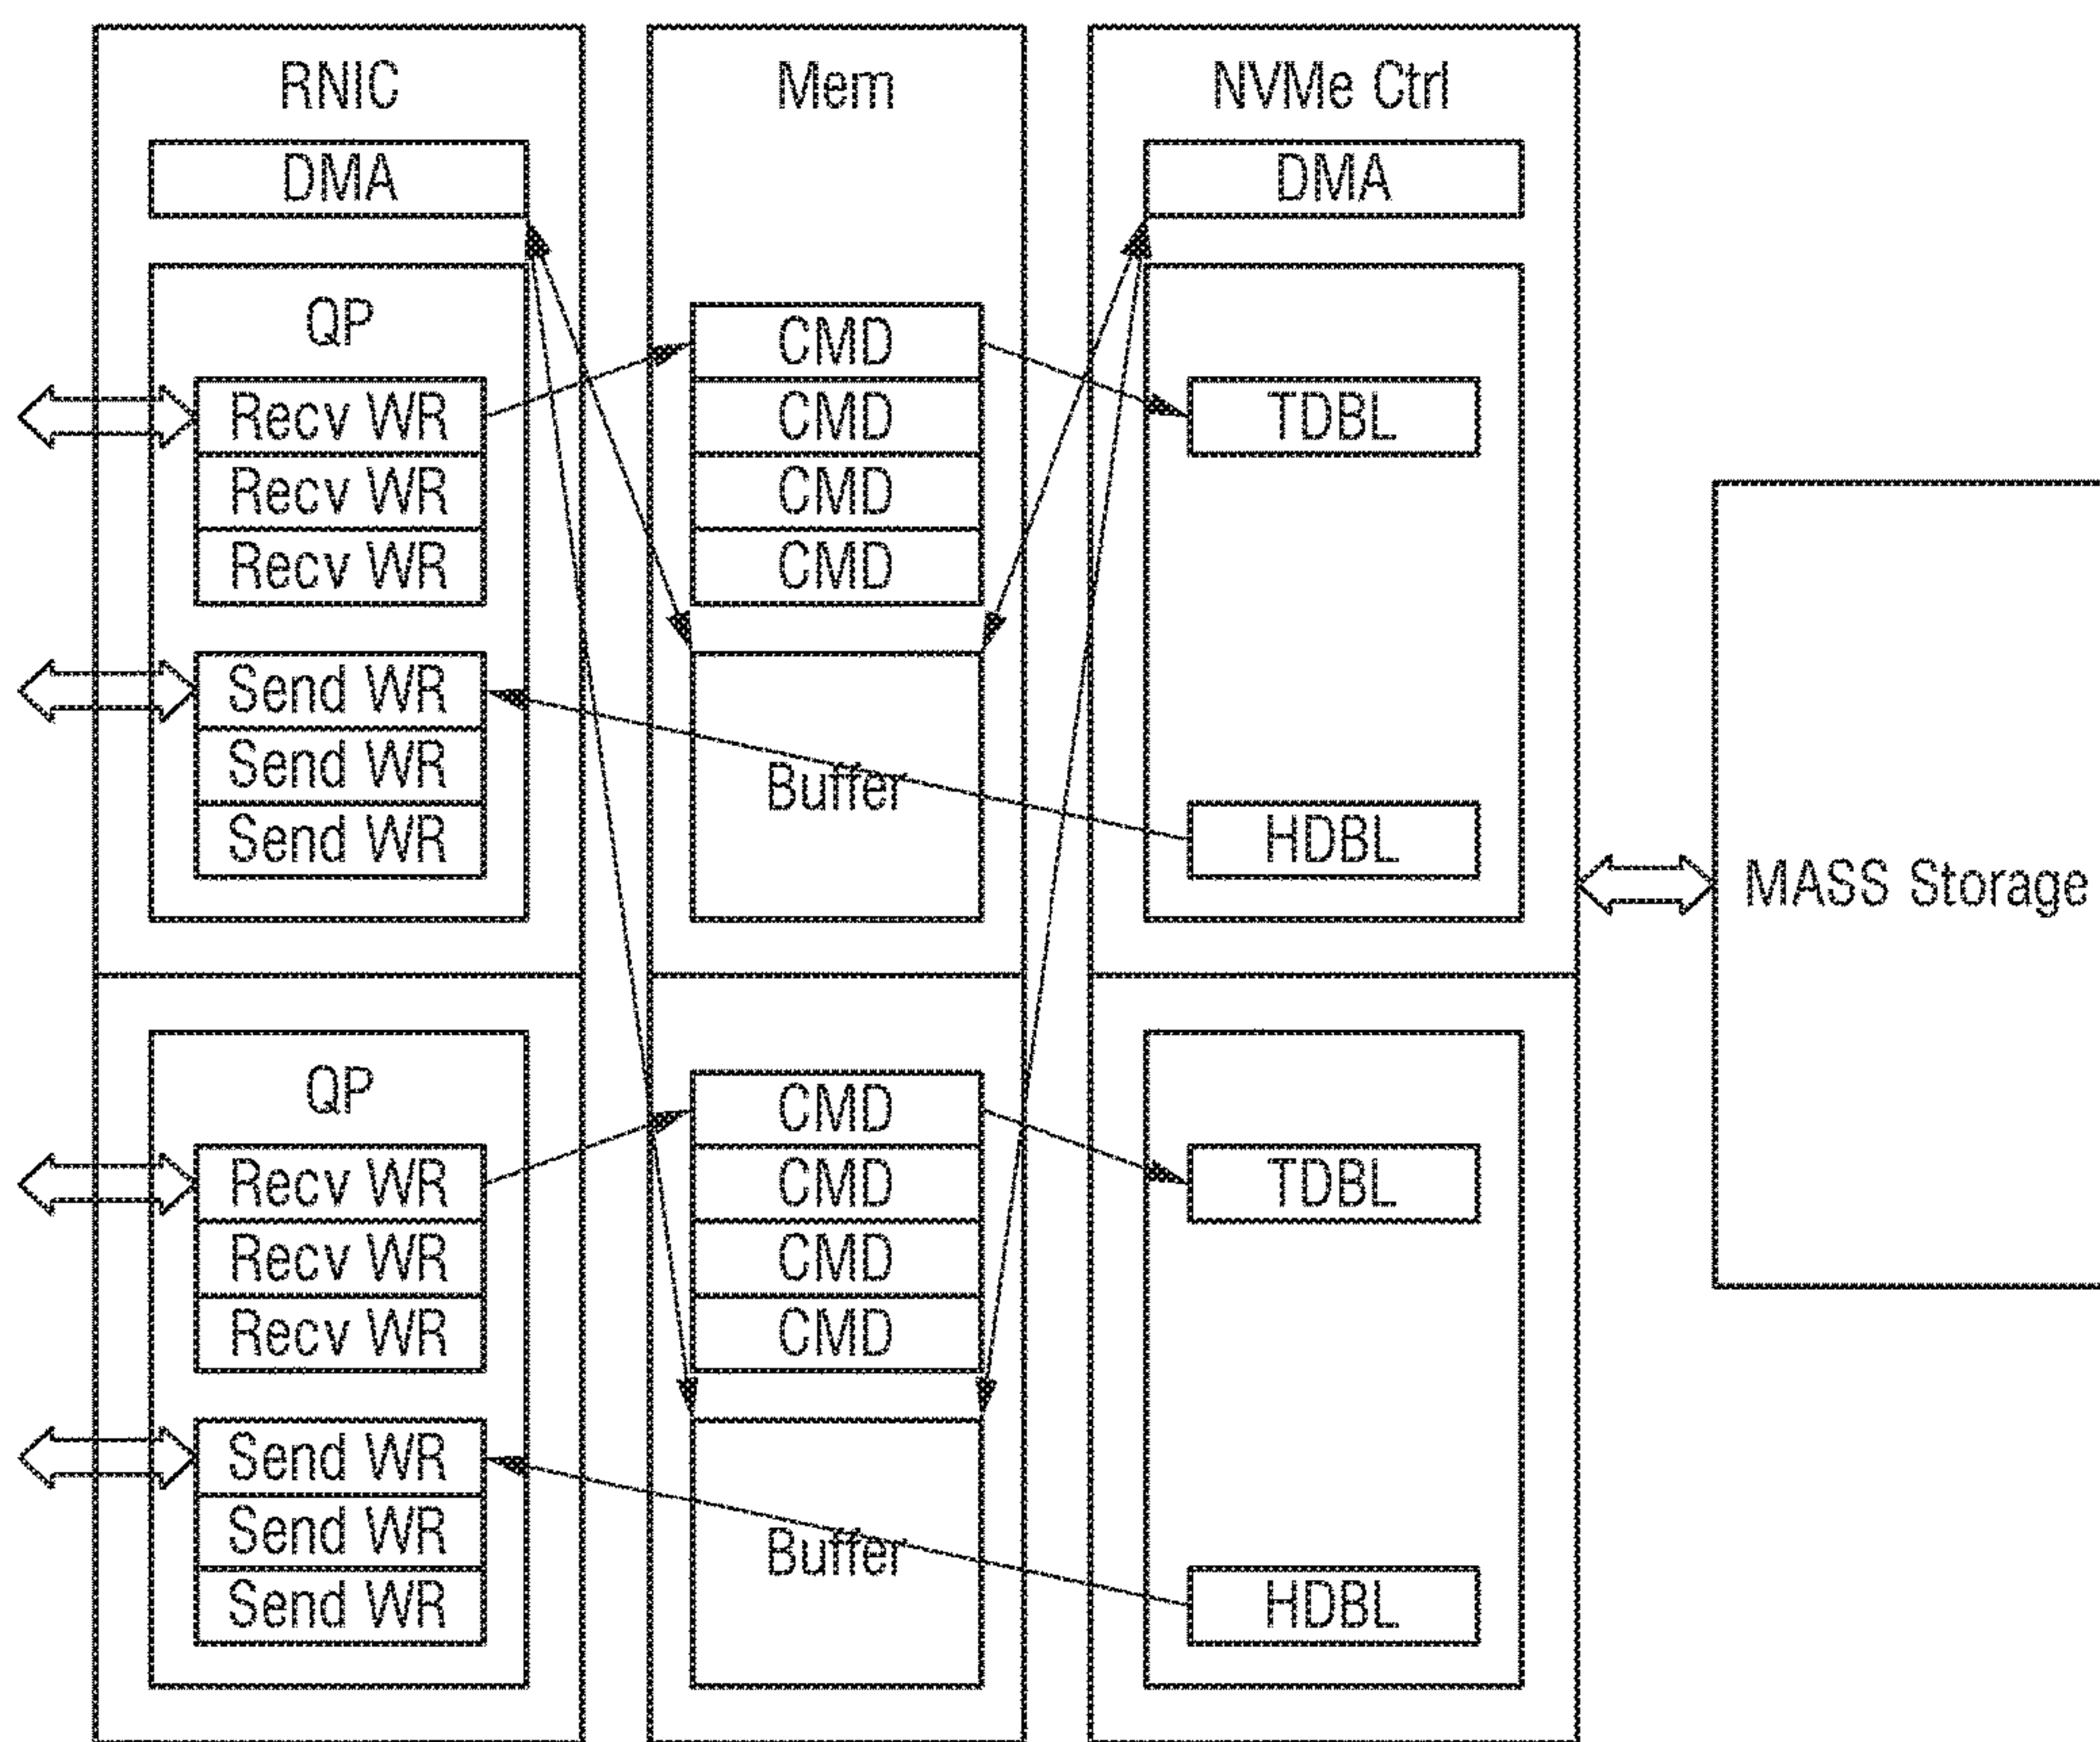 RNIC
DMA
QP
Recv WR
Recv WR
Recv WR
Send WR
Send WR
Send WR
QP
Recv WR
Recv WR
Recv WR
Send WR
Send WR
Send WR
Mem
CMD
CMD
CMD
CMD
Buffer
CMD
CMD
CMD
CMD
Buffer
NVMe Ctrl
DMA
TDBL
HDBL
TDBL
HDBL
MASS Storage